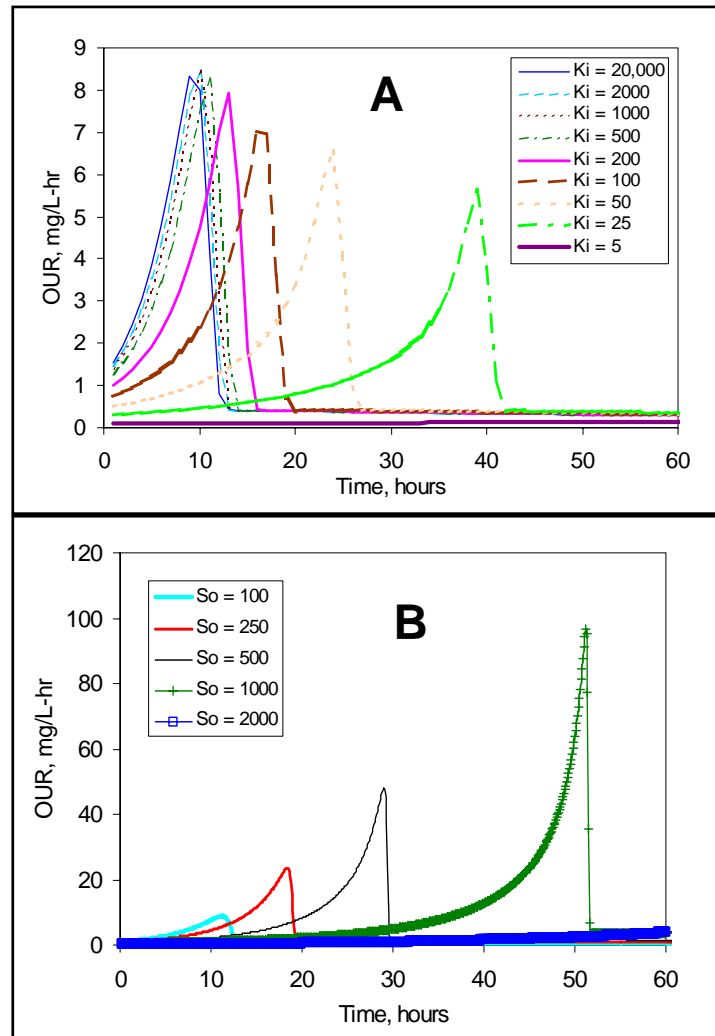 A
9
8
7
6
5
4
3
2
1
0
OUR, mg/L-hr
Ki = 20,000
Ki = 2000
Ki = 1000
Ki = 500
Ki = 200
Ki = 100
Ki = 50
Ki = 25
Ki = 5
0 10 20 30 40 50 60
Time, hours
B
120
100
80
60
40
20
0
OUR, mg/L-hr
So = 100
So = 250
So = 500
So = 1000
So = 2000
0 10 20 30 40 50 60
Time, hours